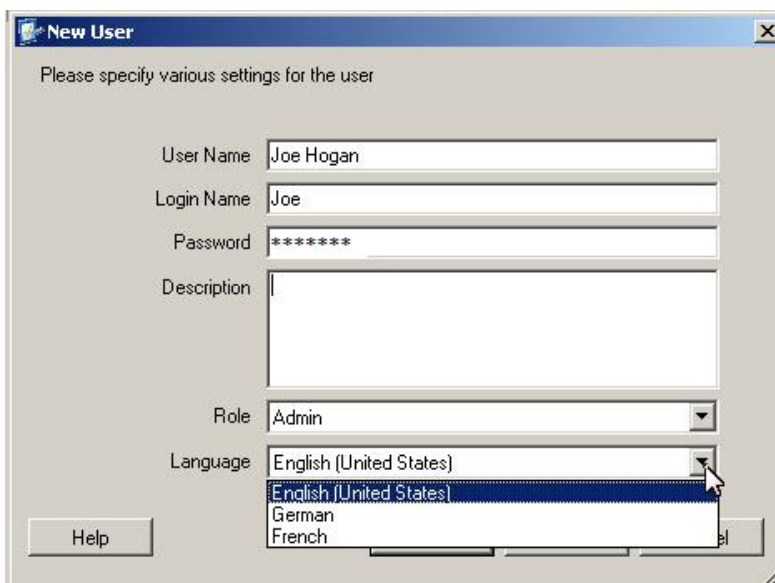 New User
Please specify various settings for the user
User Name Joe Hogan
Login Name Joe
Password *******
Description
Role Admin
Language English (United States)
English (United States)
German
French
Help